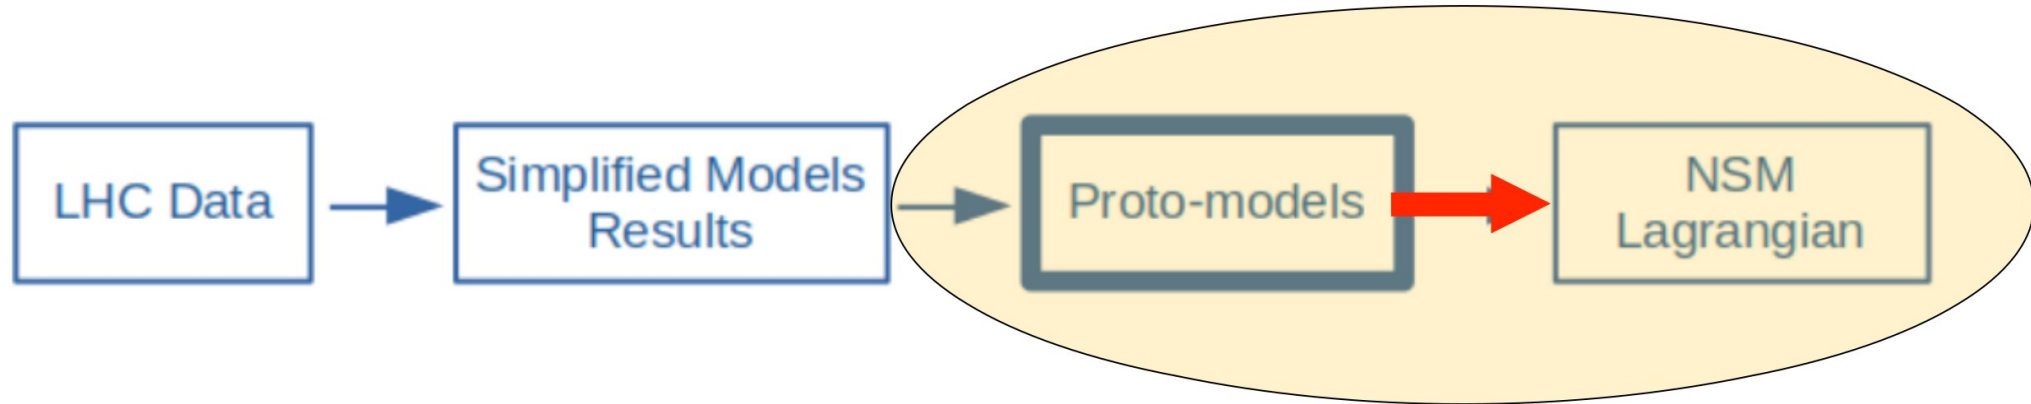 LHC Data
Simplified Models
Results
Proto-models
NSM
Lagrangian